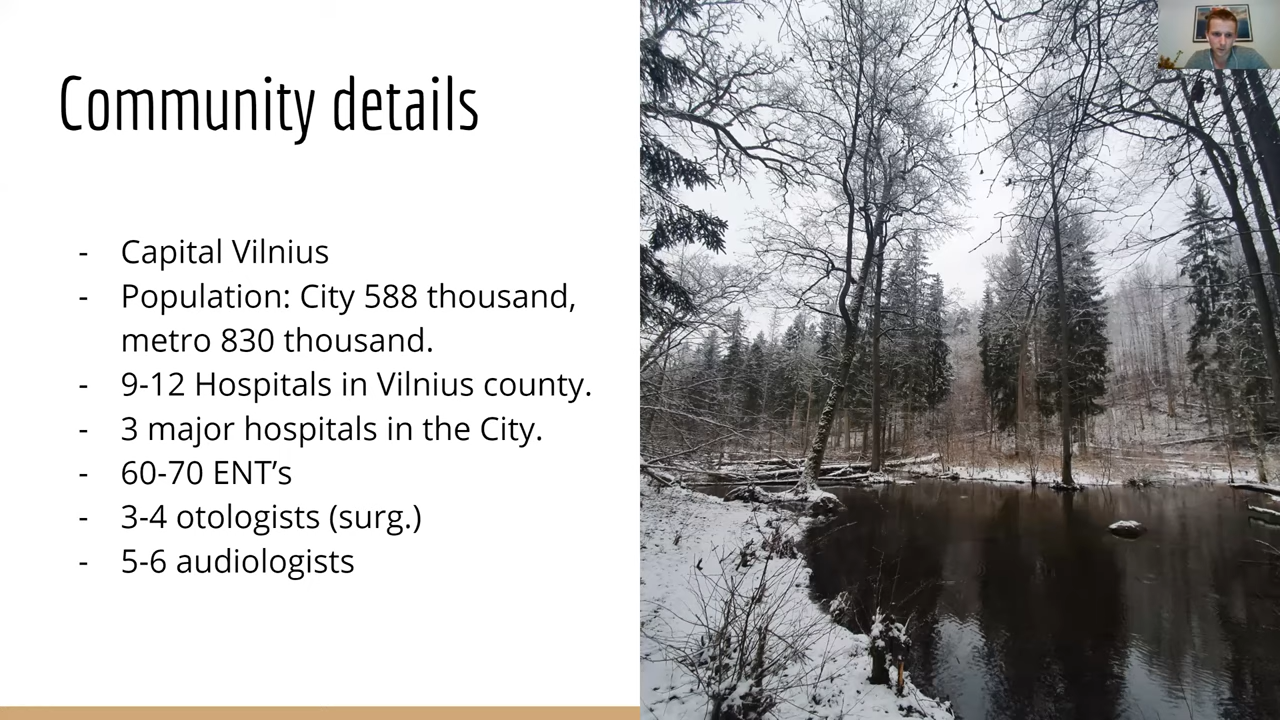 Community details
- Capital Vilnius
- Population: City 588 thousand,
metro 830 thousand.
- 9-12 Hospitals in Vilnius county.
- 3 major hospitals in the City.
- 60-70 ENT’s
- 3-4 otologists (surg.)
- 5-6 audiologists